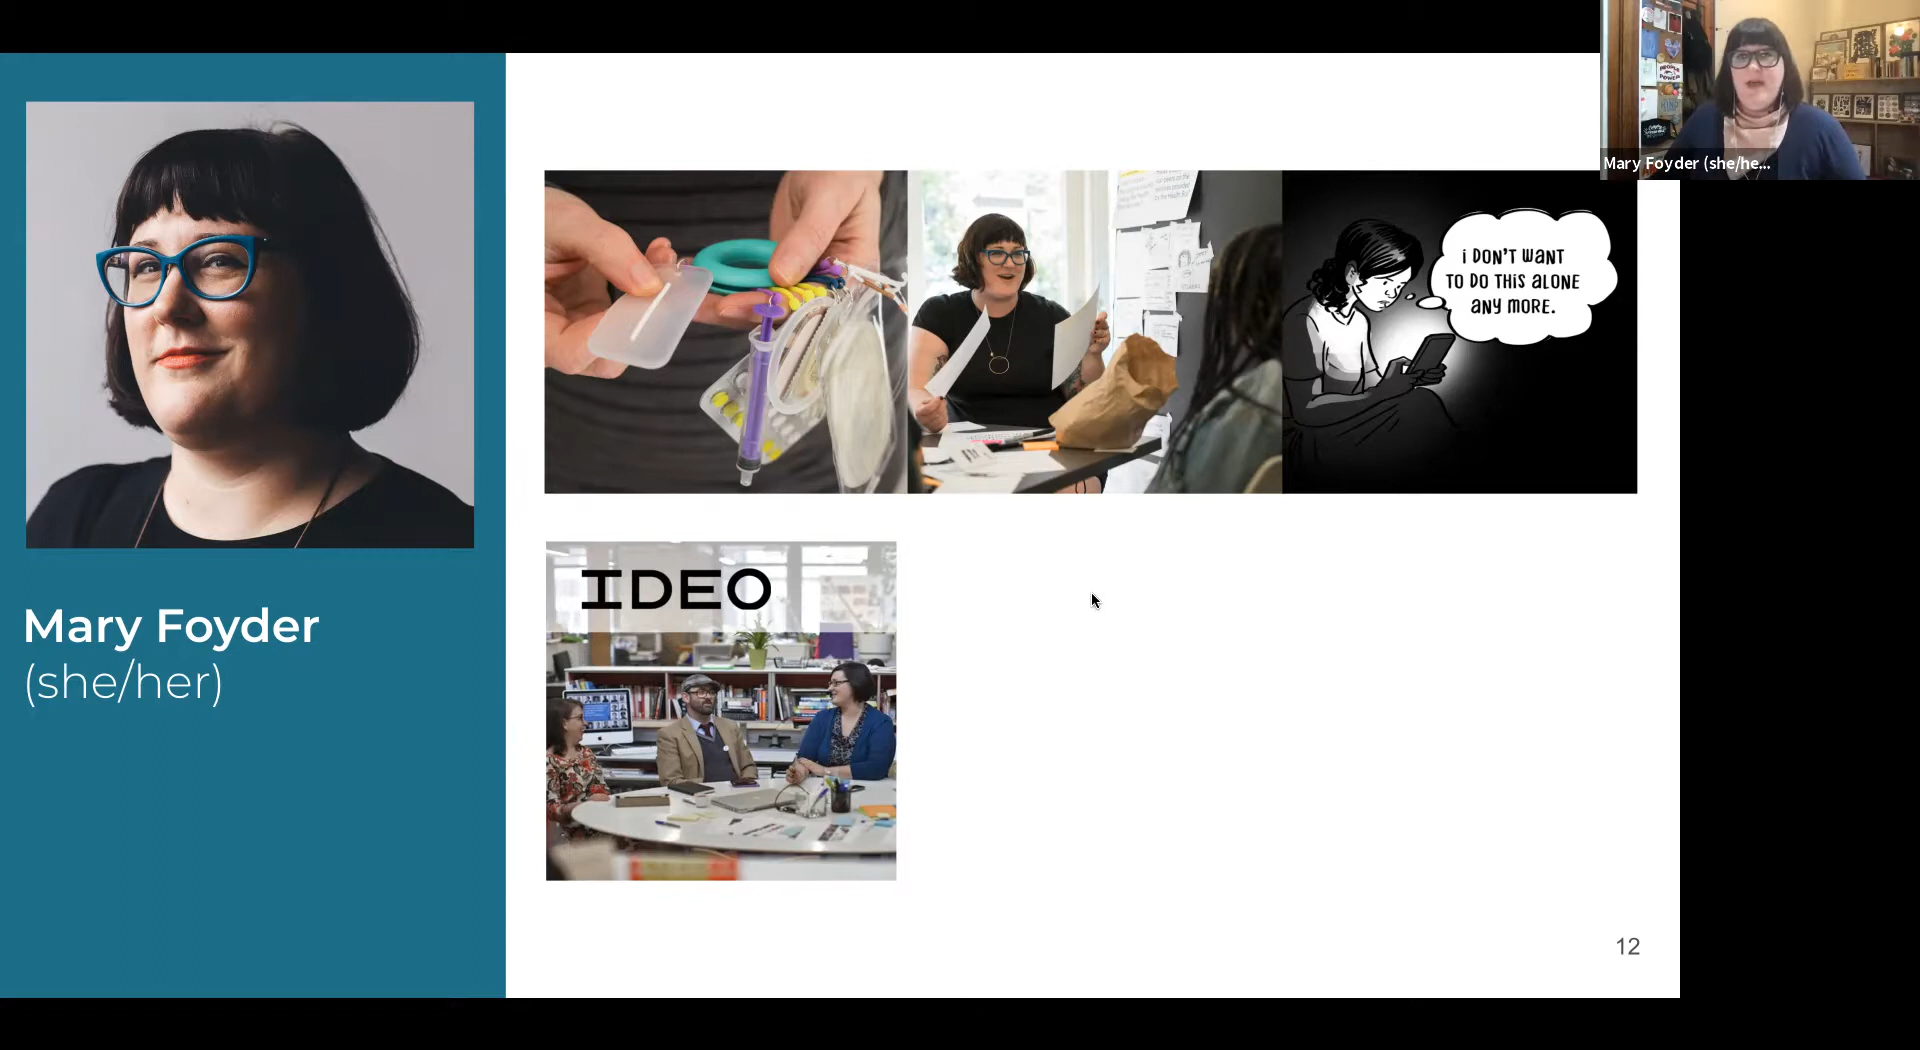 Mary Foyder (she/he...
Mary Foyder
(she/her)
i DON'T WANT
TO DO THIS ALONE
ANY MORE.
IDEO
12